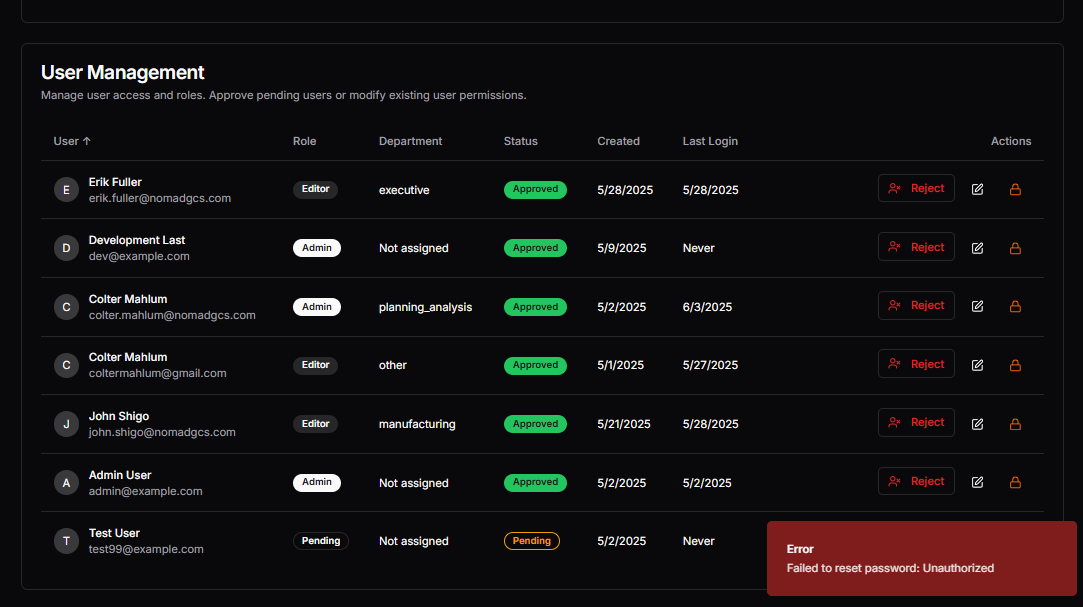 User Management
Manage user access and roles. Approve pending users or modify existing user permissions.
User ↑ Role Department Status Created Last Login Actions
E Erik Fuller erik.fuller@nomadgcs.com Editor executive Approved 5/28/2025 5/28/2025 Reject
D Development Last dev@example.com Admin Not assigned Approved 5/9/2025 Never Reject
C Colter Mahlum colter.mahlum@nomadgcs.com Admin planning_analysis Approved 5/2/2025 6/3/2025 Reject
C Colter Mahlum coltermahlum@gmail.com Editor other Approved 5/1/2025 5/27/2025 Reject
J John Shigo john.shigo@nomadgcs.com Editor manufacturing Approved 5/21/2025 5/28/2025 Reject
A Admin User admin@example.com Admin Not assigned Approved 5/2/2025 5/2/2025 Reject
T Test User test99@example.com Pending Not assigned Pending 5/2/2025 Never
Error
Failed to reset password: Unauthorized